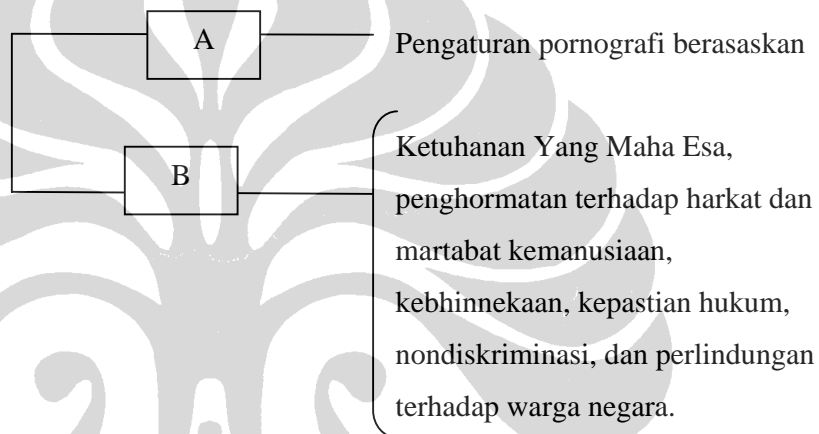 A
Pengaturan pornografi berasaskan
B
Ketuhanan Yang Maha Esa,
penghormatan terhadap harkat dan
martabat kemanusiaan,
kebhinnekaan, kepastian hukum,
nondiskriminasi, dan perlindungan
terhadap warga negara.